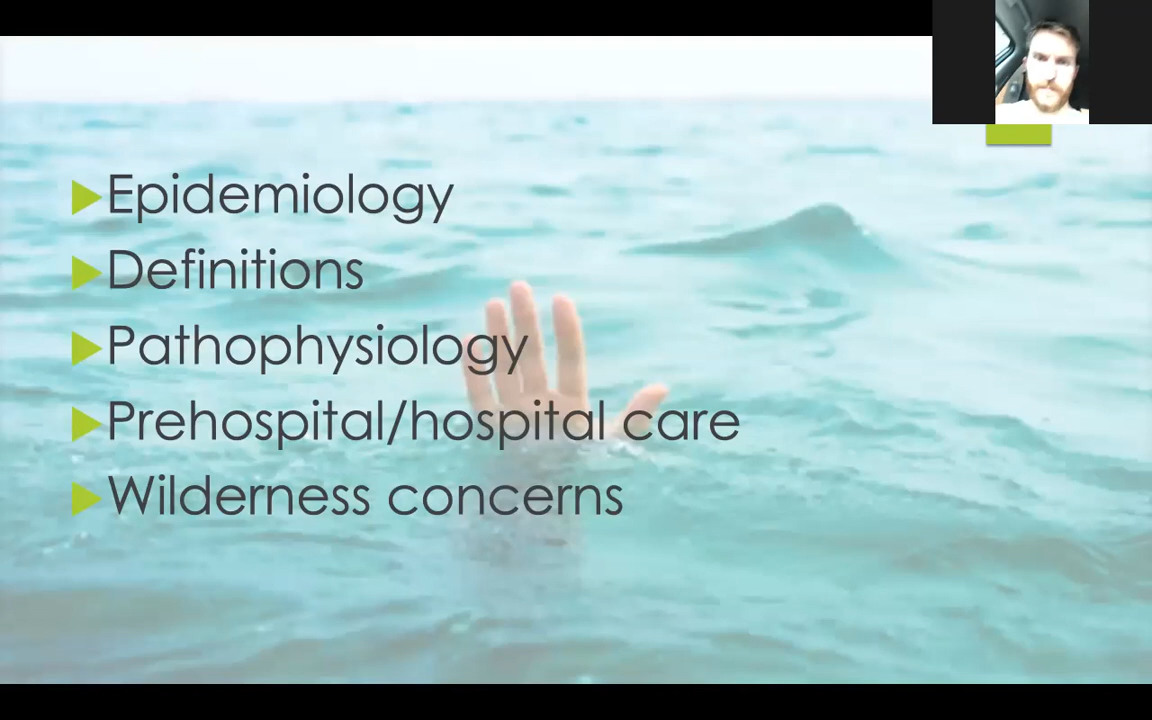 Epidemiology
Definitions
Pathophysiology
Prehospital/hospital care
Wilderness concerns